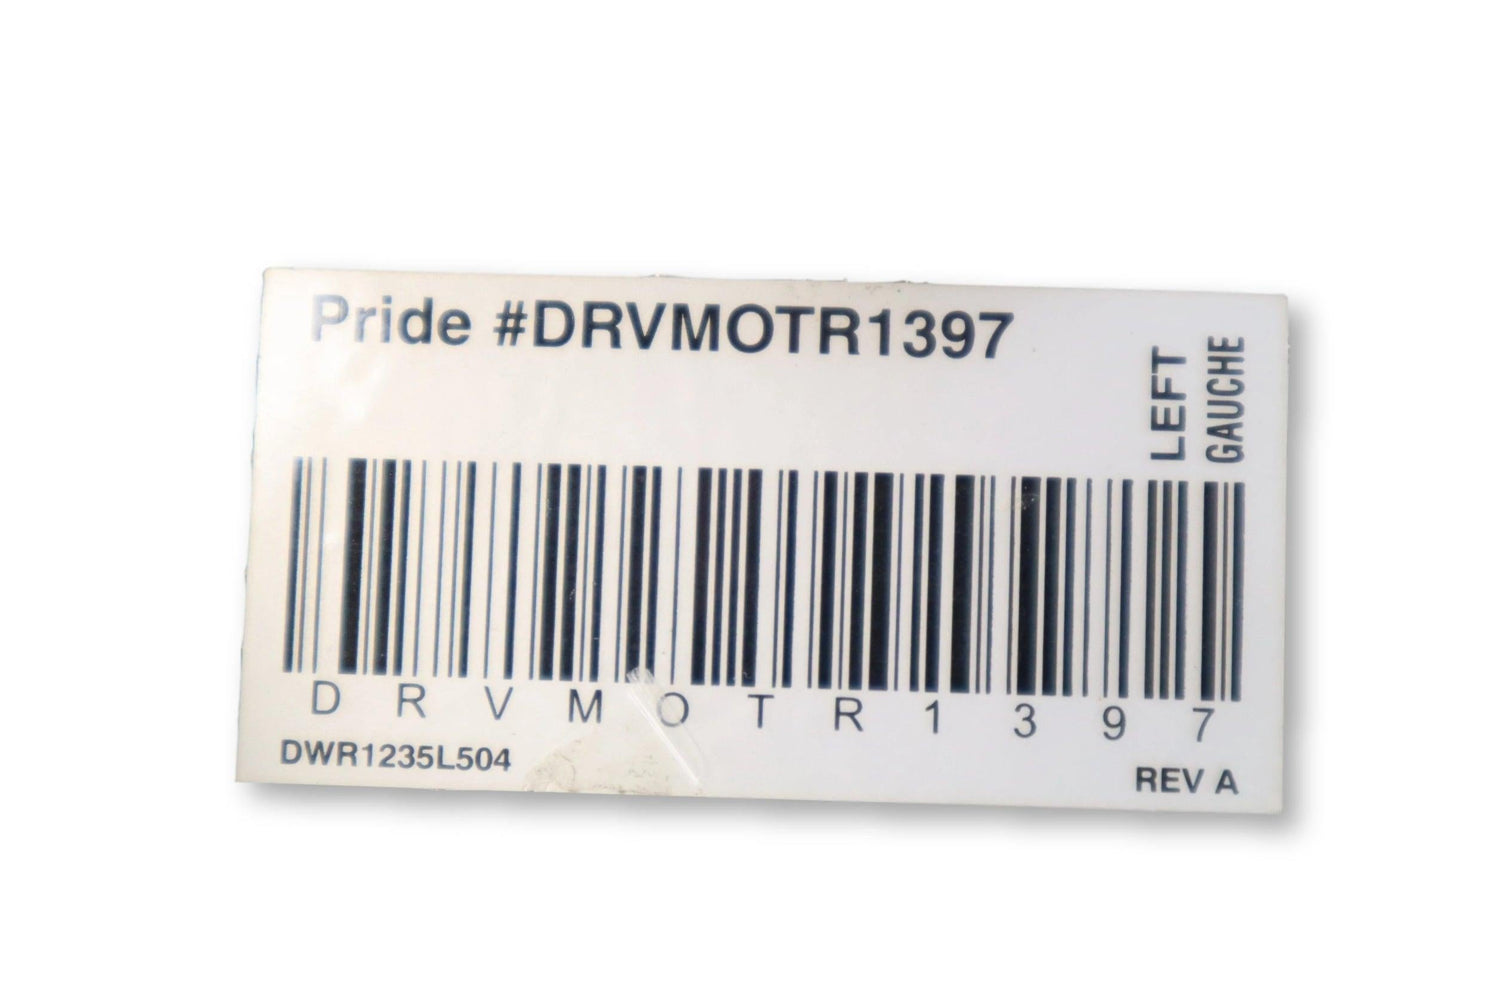 Pride #DRVMOTR1397
LEFT
GAUCHE
DRVMOTR1397
DWR1235L504
REV A